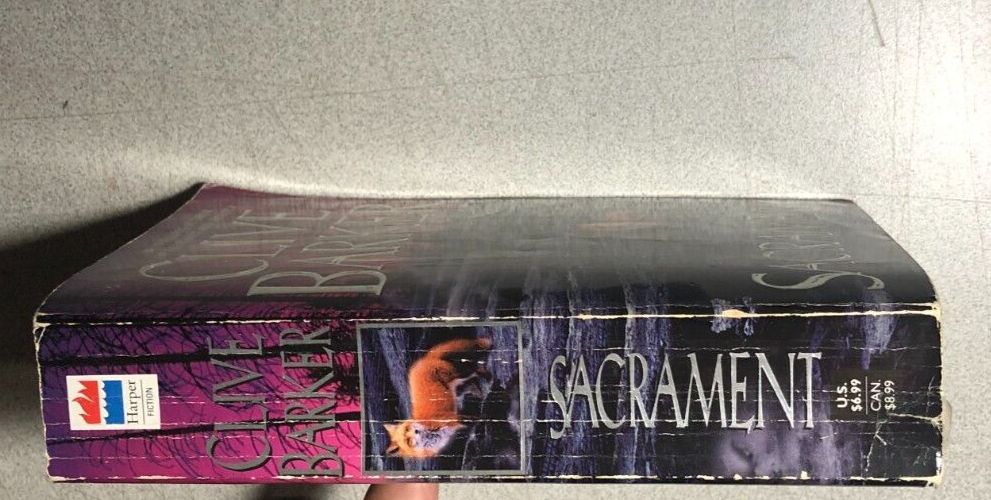 CLIVE
BARKER
SACRAMENT
Harper
FICTION
CLIVE
BARKER
SACRAMENT
U.S.
$6.99
CAN.
$8.99